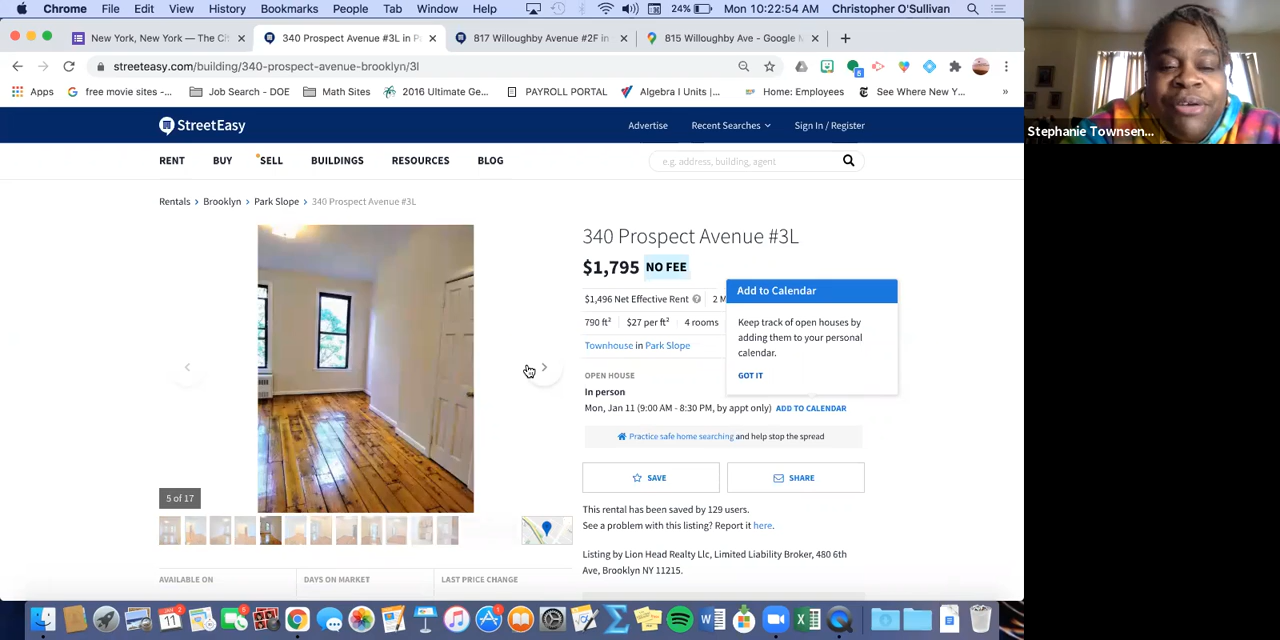 Chrome File Edit View History Bookmarks People Tab Window Help 24% Mon 10:22:54 AM Christopher O'Sullivan
New York, New York — The Ci
340 Prospect Avenue #3L in P
817 Willoughby Avenue #2F in
815 Willoughby Ave - Google M
streeteasy.com/building/340-prospect-avenue-brooklyn/3l
8
Apps free movie sites -... Job Search - DOE Math Sites 2016 Ultimate Ge... PAYROLL PORTAL Algebra I Units |... Home: Employees See Where New Y... »
StreetEasy
Advertise Recent Searches Sign In / Register
RENT BUY SELL BUILDINGS RESOURCES BLOG
e.g. address, building, agent
Rentals > Brooklyn > Park Slope > 340 Prospect Avenue #3L
340 Prospect Avenue #3L
$1,795 NO FEE
$1,496 Net Effective Rent ? 2 M
790 ft² $27 per ft² 4 rooms
Townhouse in Park Slope
Add to Calendar
Keep track of open houses by
adding them to your personal
calendar.
GOT IT
OPEN HOUSE
In person
Mon, Jan 11 (9:00 AM - 8:30 PM, by appt only) ADD TO CALENDAR
Practice safe home searching and help stop the spread
SAVE
SHARE
This rental has been saved by 129 users.
See a problem with this listing? Report it here.
Listing by Lion Head Realty Llc, Limited Liability Broker, 480 6th
Ave, Brooklyn NY 11215.
5 of 17
AVAILABLE ON DAYS ON MARKET LAST PRICE CHANGE
Stephanie Townsen...